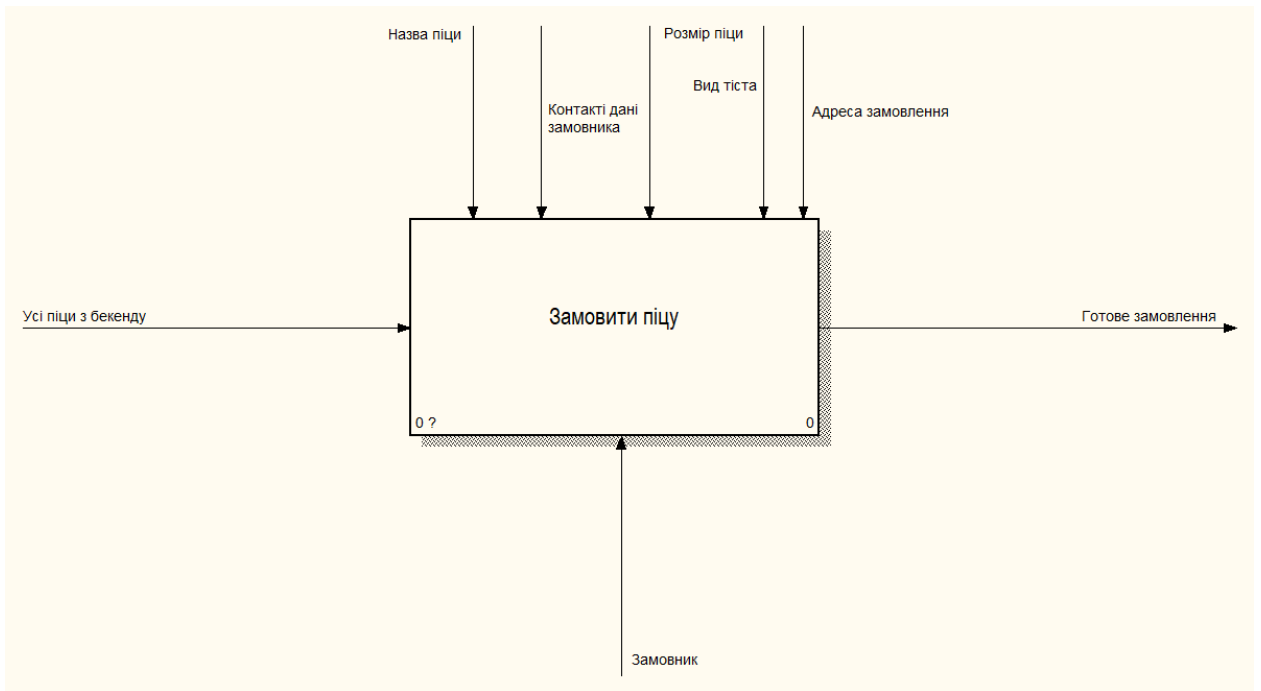 Назва піци
Розмір піци
Вид тіста
Контакті дані
замовника
Адреса замовлення
Усі піци з бекенду
Замовити піцу
Готове замовлення
0 ?
0
Замовник